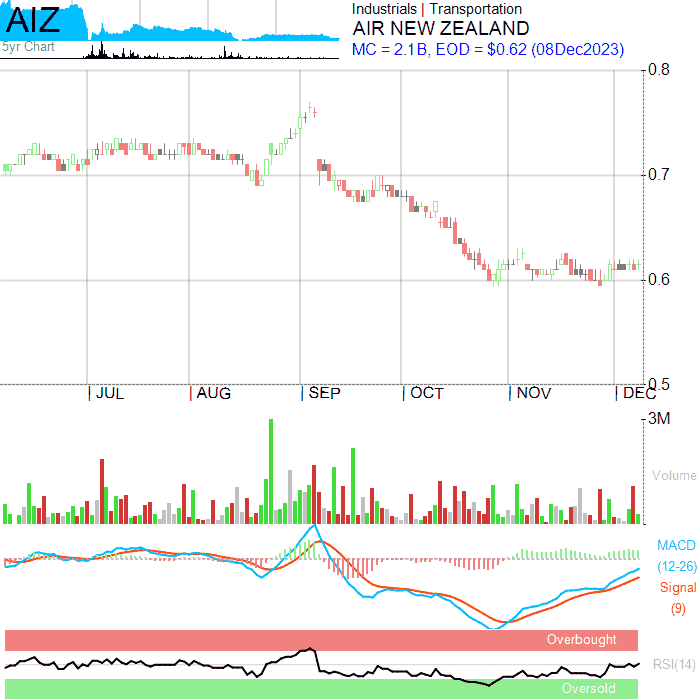 AIZ
5yr Chart
Industrials | Transportation
AIR NEW ZEALAND
MC = 2.1B, EOD = $0.62 (08Dec2023)
0.8
0.7
0.6
0.5
JUL
AUG
SEP
OCT
NOV
DEC
3M
Volume
MACD
(12-26)
Signal
(9)
Overbought
RSI(14)
Oversold